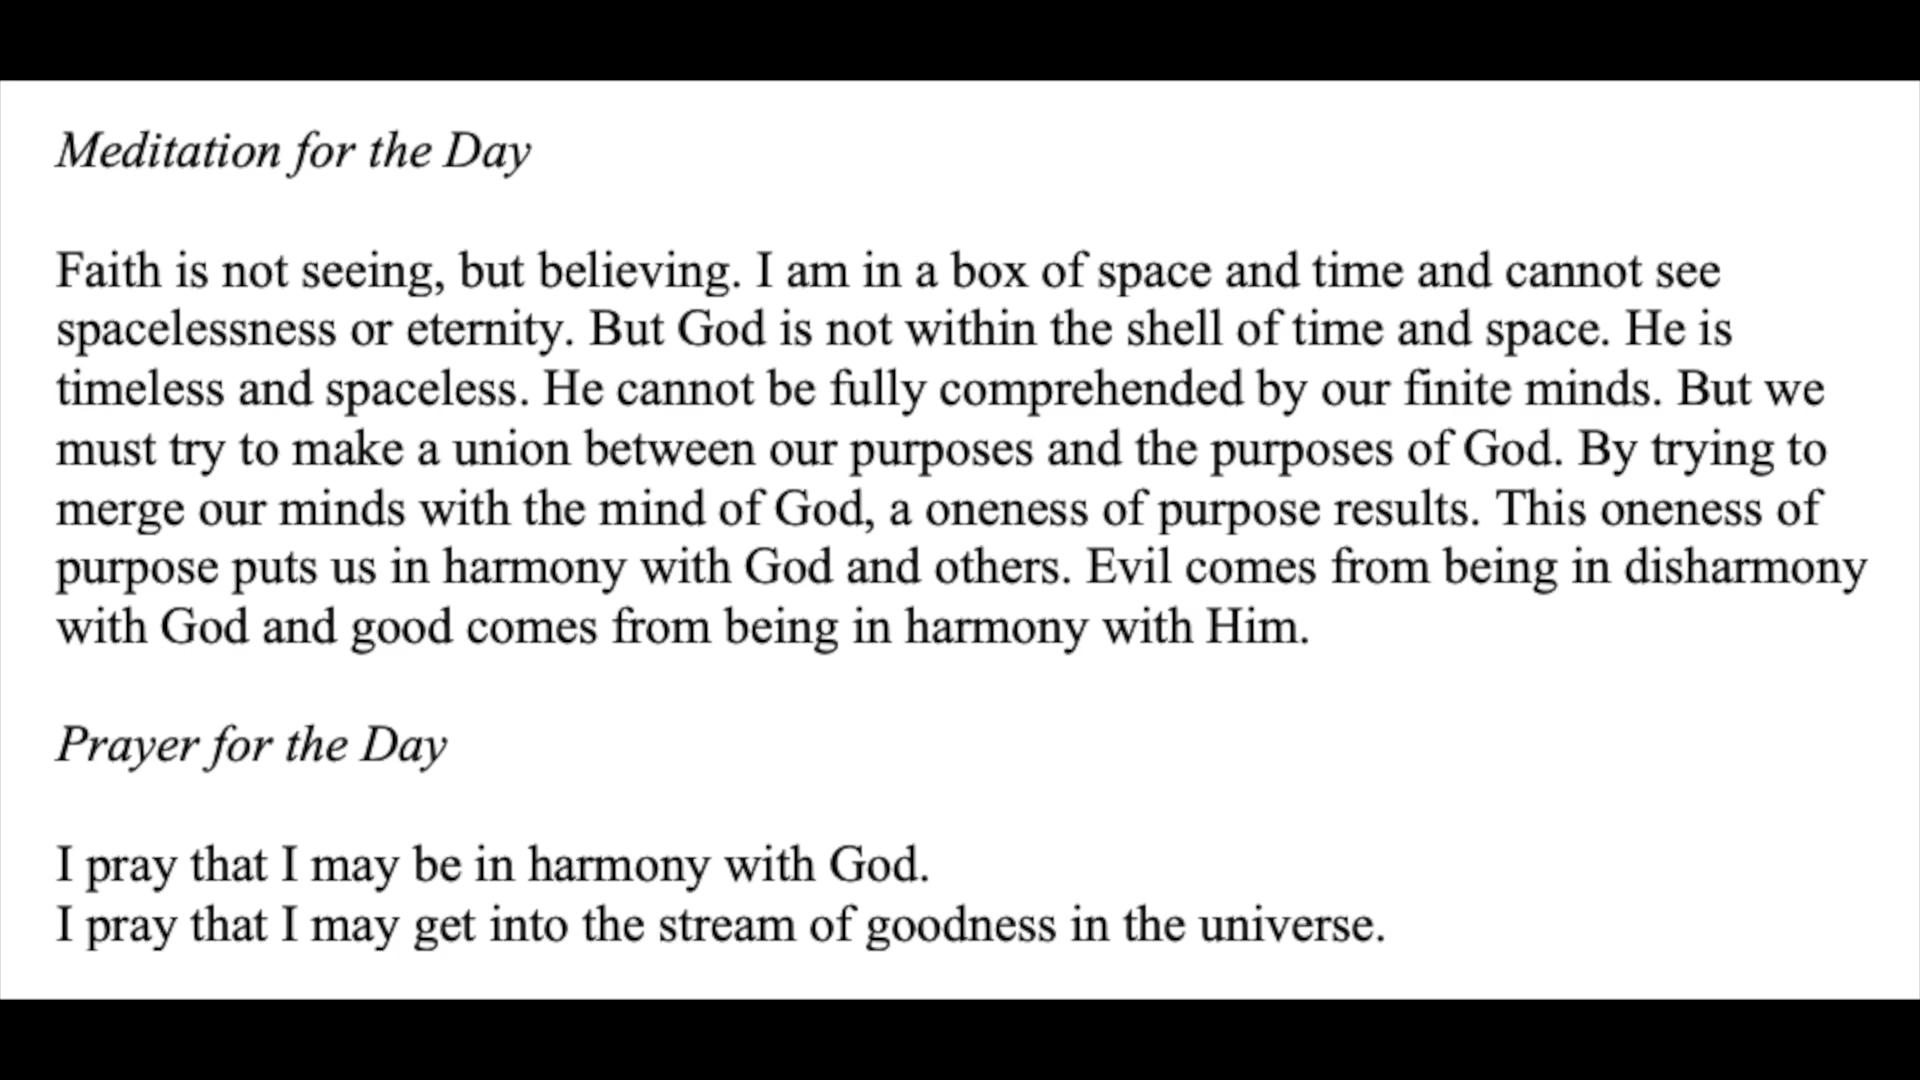 Meditation for the Day
Faith is not seeing, but believing. I am in a box of space and time and cannot see
spacelessness or eternity. But God is not within the shell of time and space. He is
timeless and spaceless. He cannot be fully comprehended by our finite minds. But we
must try to make a union between our purposes and the purposes of God. By trying to
merge our minds with the mind of God, a oneness of purpose results. This oneness of
purpose puts us in harmony with God and others. Evil comes from being in disharmony
with God and good comes from being in harmony with Him.
Prayer for the Day
I pray that I may be in harmony with God.
I pray that I may get into the stream of goodness in the universe.